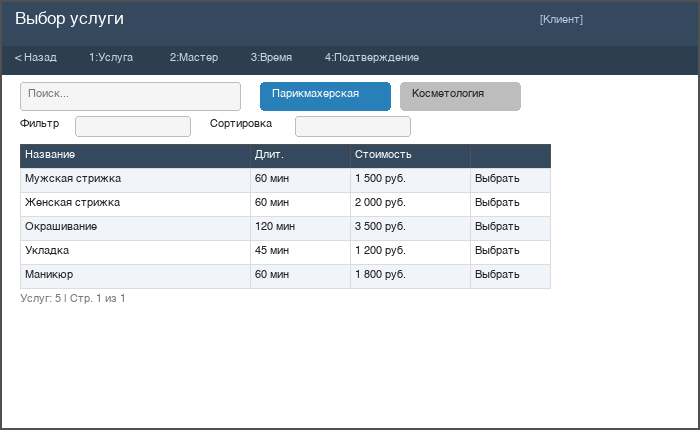 Выбор услуги [Клиент]
< Назад 1:Услуга 2:Мастер 3:Время 4:Подтверждение
Поиск... Парикмахерская Косметология
Фильтр Сортировка
Название Длит. Стоимость
Мужская стрижка 60 мин 1 500 руб. Выбрать
Женская стрижка 60 мин 2 000 руб. Выбрать
Окрашивание 120 мин 3 500 руб. Выбрать
Укладка 45 мин 1 200 руб. Выбрать
Маникюр 60 мин 1 800 руб. Выбрать
Услуг: 5 | Стр. 1 из 1